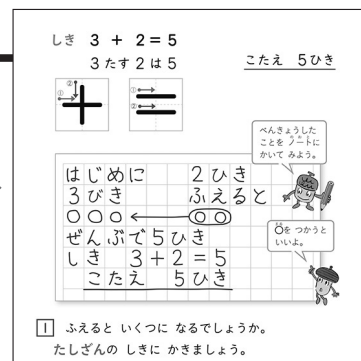 しき 3 + 2 = 5
3 たす 2 は 5
こたえ 5ひき
①
②
①
②
べんきょうした
ことを ノートに
かいて みよう。
はじめに 2ひき
3びき ふえると
○○○ ← ○○
ぜんぶで5ひき
しき 3+2=5
こたえ 5ひき
○を つかうと
いいよ。
1 ふえると いくつに なるでしょうか。
たしざんの しきに かきましょう。